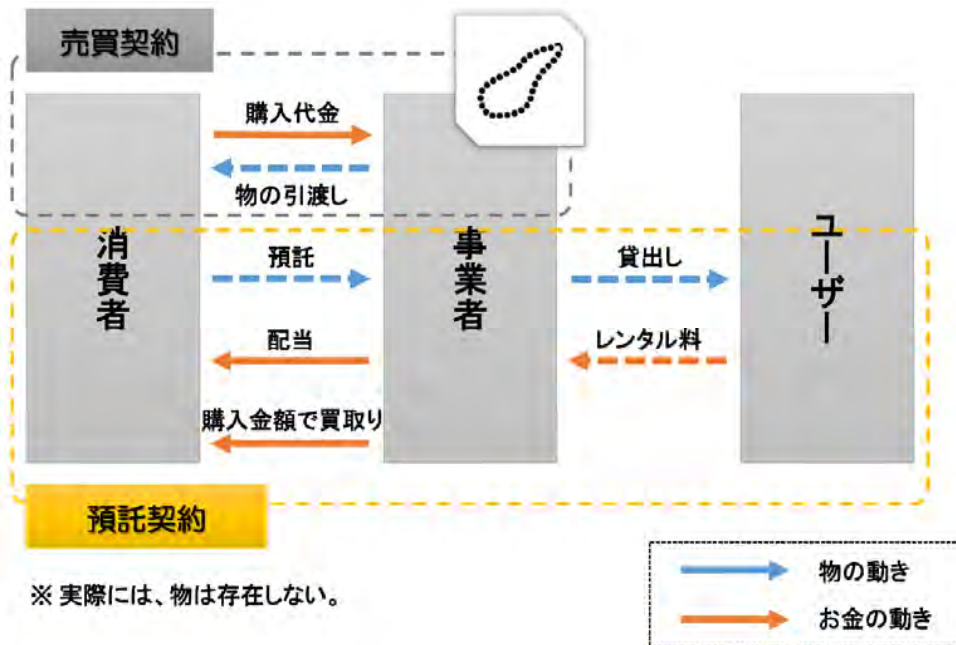 売買契約
購入代金
物の引渡し
消費者
事業者
ユーザー
預託
貸出し
配当
レンタル料
購入金額で買取り
預託契約
※ 実際には、物は存在しない。
物の動き
お金の動き